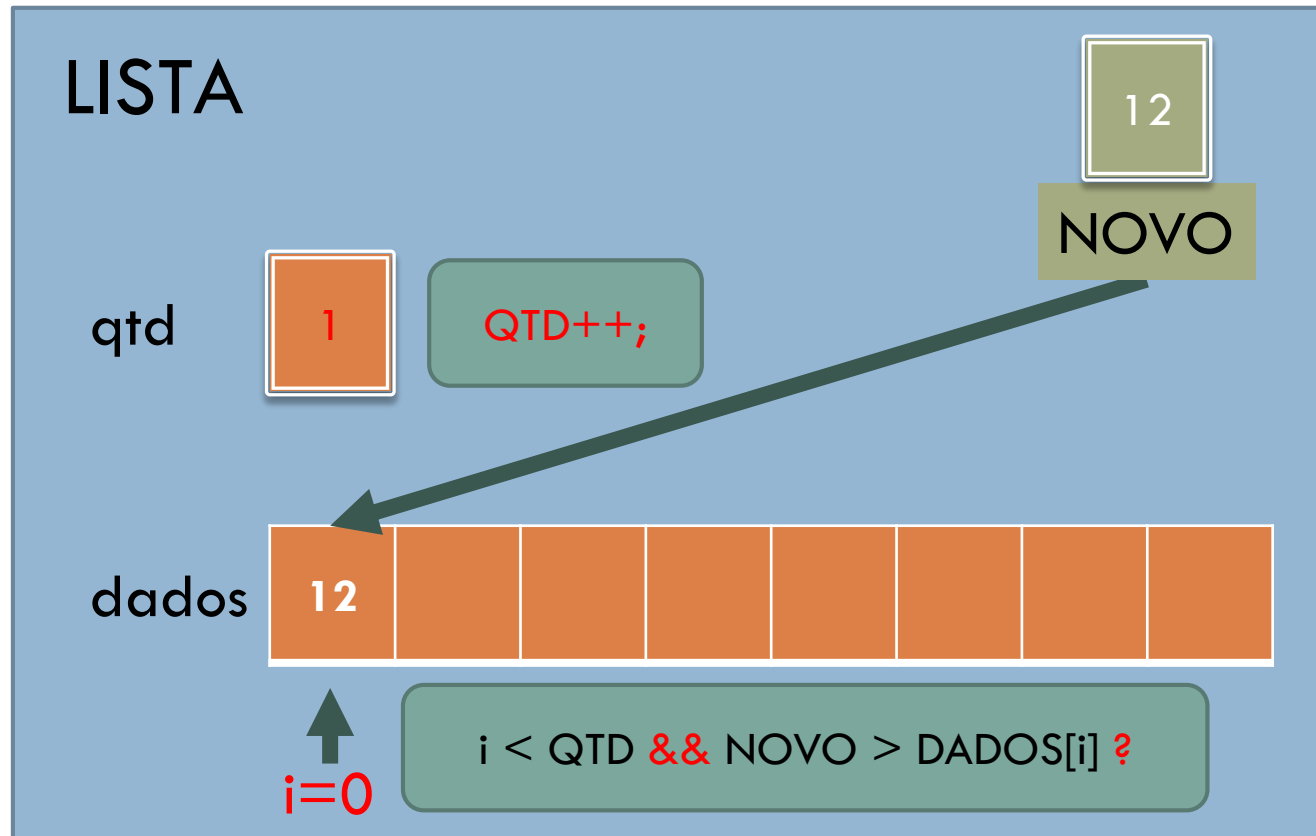 LISTA
12
NOVO
qtd
1
QTD++;
dados
12
i=0
i < QTD && NOVO > DADOS[i] ?